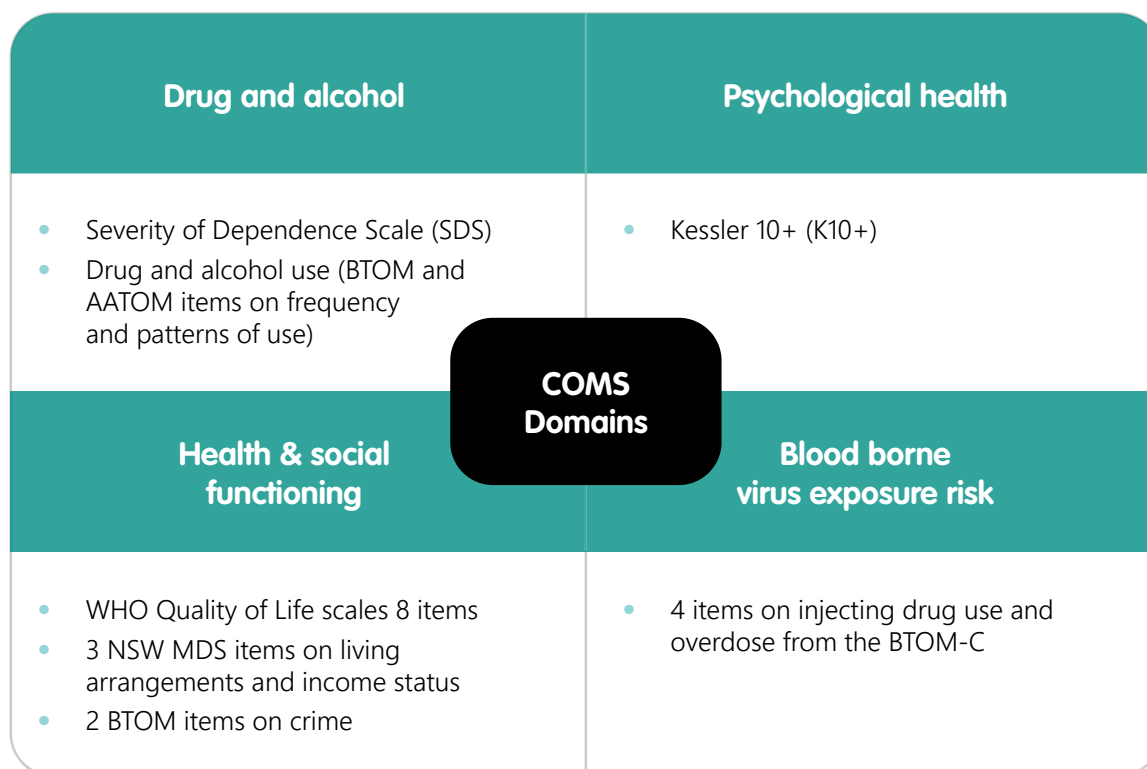 Drug and alcohol
Psychological health
Severity of Dependence Scale (SDS)
Drug and alcohol use (BTOM and
AATOM items on frequency
and patterns of use)
Kessler 10+ (K10+)
COMS
Domains
Health & social
functioning
Blood borne
virus exposure risk
WHO Quality of Life scales 8 items
3 NSW MDS items on living
arrangements and income status
2 BTOM items on crime
4 items on injecting drug use and
overdose from the BTOM-C